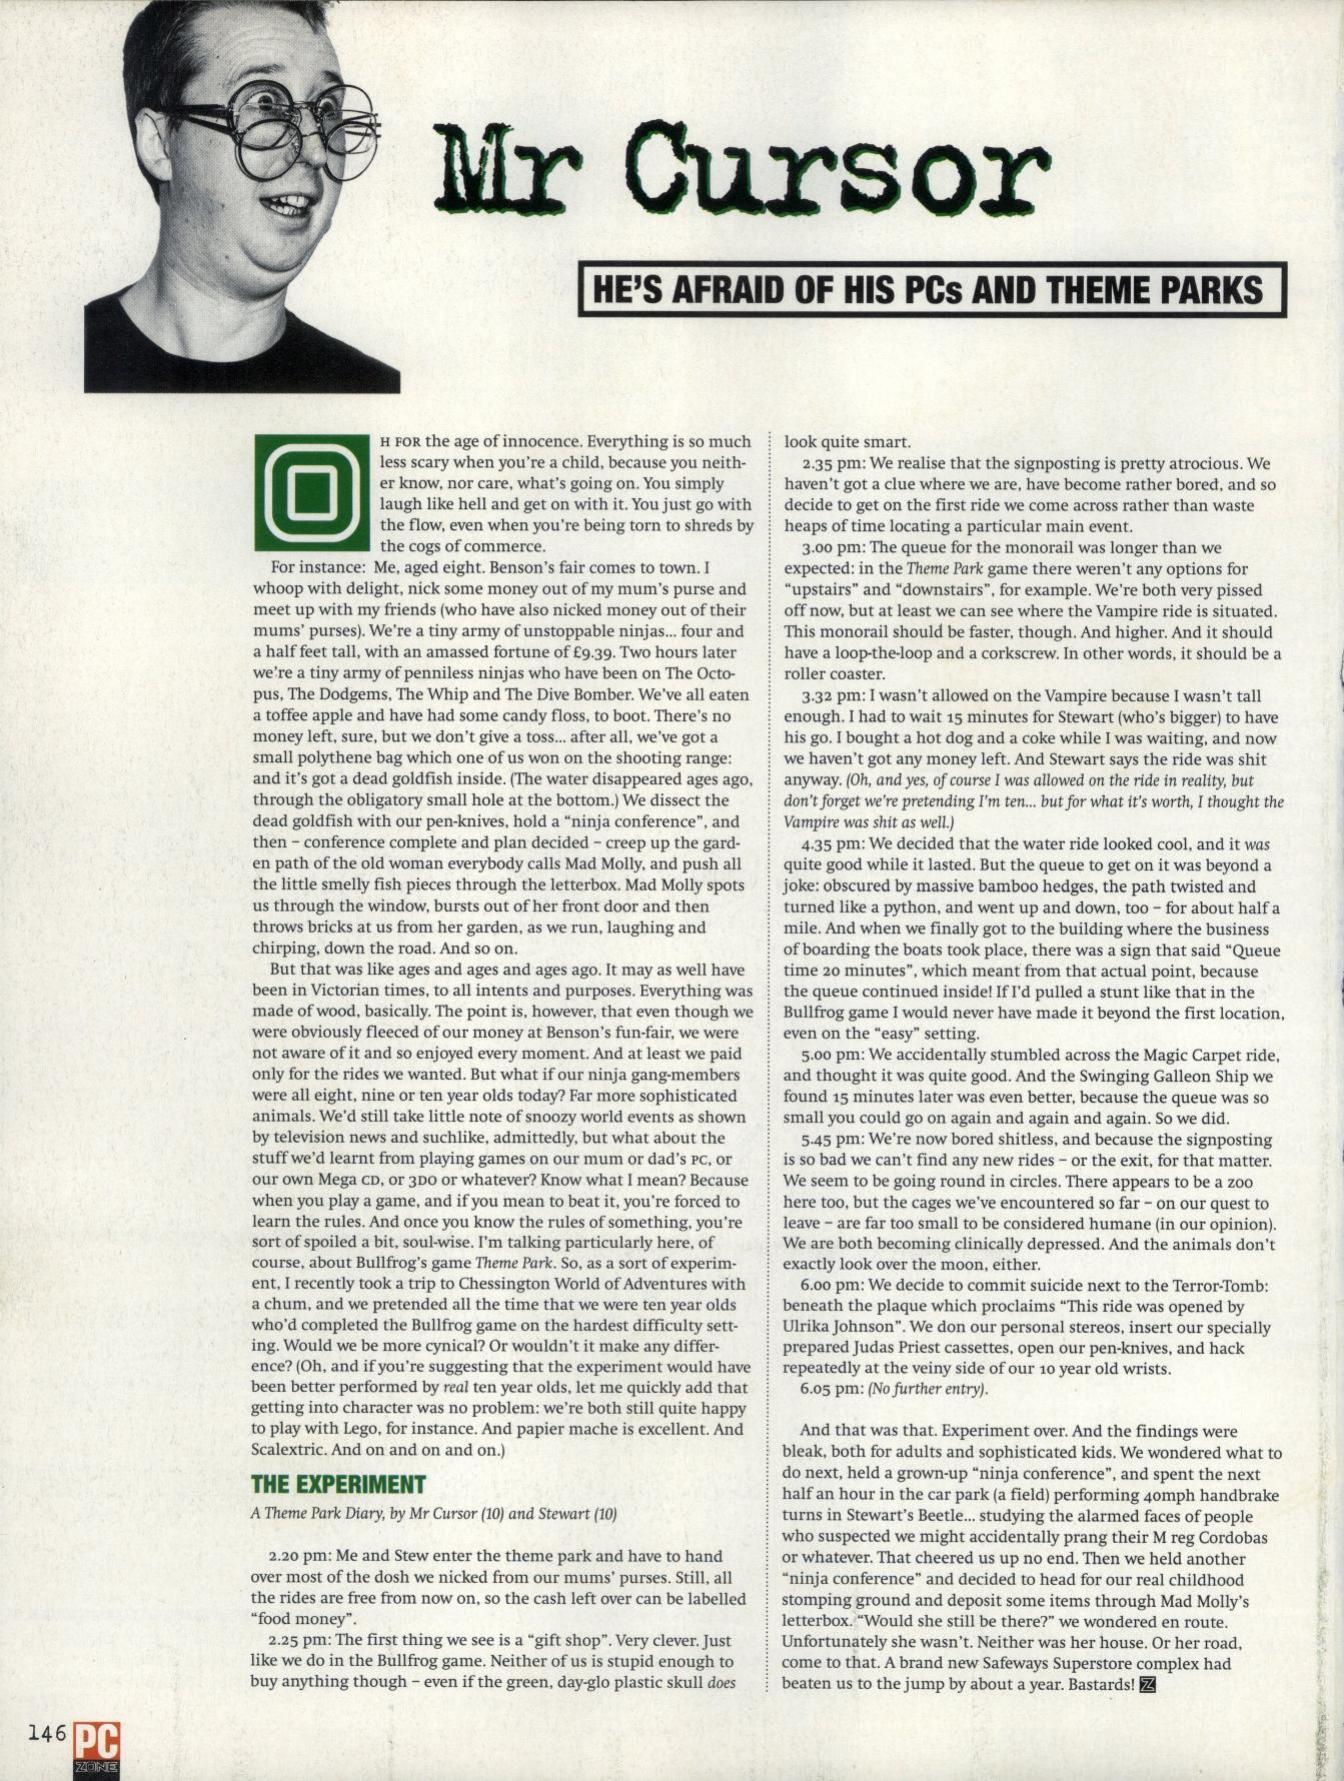 Mr Cursor
HE'S AFRAID OF HIS PCs AND THEME PARKS
OH FOR the age of innocence. Everything is so much
less scary when you're a child, because you neith-
er know, nor care, what's going on. You simply
laugh like hell and get on with it. You just go with
the flow, even when you're being torn to shreds by
the cogs of commerce.
For instance: Me, aged eight. Benson's fair comes to town. I
whoop with delight, nick some money out of my mum's purse and
meet up with my friends (who have also nicked money out of their
mums' purses). We're a tiny army of unstoppable ninjas... four and
a half feet tall, with an amassed fortune of £9.39. Two hours later
we're a tiny army of penniless ninjas who have been on The Octo-
pus, The Dodgems, The Whip and The Dive Bomber. We've all eaten
a toffee apple and have had some candy floss, to boot. There's no
money left, sure, but we don't give a toss... after all, we've got a
small polythene bag which one of us won on the shooting range:
and it's got a dead goldfish inside. (The water disappeared ages ago,
through the obligatory small hole at the bottom.) We dissect the
dead goldfish with our pen-knives, hold a "ninja conference", and
then – conference complete and plan decided – creep up the gard-
en path of the old woman everybody calls Mad Molly, and push all
the little smelly fish pieces through the letterbox. Mad Molly spots
us through the window, bursts out of her front door and then
throws bricks at us from her garden, as we run, laughing and
chirping, down the road. And so on.
But that was like ages and ages and ages ago. It may as well have
been in Victorian times, to all intents and purposes. Everything was
made of wood, basically. The point is, however, that even though we
were obviously fleeced of our money at Benson's fun-fair, we were
not aware of it and so enjoyed every moment. And at least we paid
only for the rides we wanted. But what if our ninja gang-members
were all eight, nine or ten year olds today? Far more sophisticated
animals. We'd still take little note of snoozy world events as shown
by television news and suchlike, admittedly, but what about the
stuff we'd learnt from playing games on our mum or dad's PC, or
our own Mega CD, or 3DO or whatever? Know what I mean? Because
when you play a game, and if you mean to beat it, you're forced to
learn the rules. And once you know the rules of something, you're
sort of spoiled a bit, soul-wise. I'm talking particularly here, of
course, about Bullfrog's game Theme Park. So, as a sort of experim-
ent, I recently took a trip to Chessington World of Adventures with
a chum, and we pretended all the time that we were ten year olds
who'd completed the Bullfrog game on the hardest difficulty sett-
ing. Would we be more cynical? Or wouldn't it make any differ-
ence? (Oh, and if you're suggesting that the experiment would have
been better performed by real ten year olds, let me quickly add that
getting into character was no problem: we're both still quite happy
to play with Lego, for instance. And papier mache is excellent. And
Scalextric. And on and on and on.)
THE EXPERIMENT
A Theme Park Diary, by Mr Cursor (10) and Stewart (10)
2.20 pm: Me and Stew enter the theme park and have to hand
over most of the dosh we nicked from our mums' purses. Still, all
the rides are free from now on, so the cash left over can be labelled
"food money".
2.25 pm: The first thing we see is a "gift shop". Very clever. Just
like we do in the Bullfrog game. Neither of us is stupid enough to
buy anything though – even if the green, day-glo plastic skull does
look quite smart.
2.35 pm: We realise that the signposting is pretty atrocious. We
haven't got a clue where we are, have become rather bored, and so
decide to get on the first ride we come across rather than waste
heaps of time locating a particular main event.
3.00 pm: The queue for the monorail was longer than we
expected: in the Theme Park game there weren't any options for
"upstairs" and "downstairs", for example. We're both very pissed
off now, but at least we can see where the Vampire ride is situated.
This monorail should be faster, though. And higher. And it should
have a loop-the-loop and a corkscrew. In other words, it should be a
roller coaster.
3.32 pm: I wasn't allowed on the Vampire because I wasn't tall
enough. I had to wait 15 minutes for Stewart (who's bigger) to have
his go. I bought a hot dog and a coke while I was waiting, and now
we haven't got any money left. And Stewart says the ride was shit
anyway. (Oh, and yes, of course I was allowed on the ride in reality, but
don't forget we're pretending I'm ten... but for what it's worth, I thought the
Vampire was shit as well.)
4.35 pm: We decided that the water ride looked cool, and it was
quite good while it lasted. But the queue to get on it was beyond a
joke: obscured by massive bamboo hedges, the path twisted and
turned like a python, and went up and down, too – for about half a
mile. And when we finally got to the building where the business
of boarding the boats took place, there was a sign that said "Queue
time 20 minutes", which meant from that actual point, because
the queue continued inside! If I'd pulled a stunt like that in the
Bullfrog game I would never have made it beyond the first location,
even on the "easy" setting.
5.00 pm: We accidentally stumbled across the Magic Carpet ride,
and thought it was quite good. And the Swinging Galleon Ship we
found 15 minutes later was even better, because the queue was so
small you could go on again and again and again. So we did.
5.45 pm: We're now bored shitless, and because the signposting
is so bad we can't find any new rides – or the exit, for that matter.
We seem to be going round in circles. There appears to be a zoo
here too, but the cages we've encountered so far – on our quest to
leave – are far too small to be considered humane (in our opinion).
We are both becoming clinically depressed. And the animals don't
exactly look over the moon, either.
6.00 pm: We decide to commit suicide next to the Terror-Tomb:
beneath the plaque which proclaims "This ride was opened by
Ulrika Johnson". We don our personal stereos, insert our specially
prepared Judas Priest cassettes, open our pen-knives, and hack
repeatedly at the veiny side of our 10 year old wrists.
6.05 pm: (No further entry).
And that was that. Experiment over. And the findings were
bleak, both for adults and sophisticated kids. We wondered what to
do next, held a grown-up "ninja conference", and spent the next
half an hour in the car park (a field) performing 40mph handbrake
turns in Stewart's Beetle... studying the alarmed faces of people
who suspected we might accidentally prang their M reg Cordobas
or whatever. That cheered us up no end. Then we held another
"ninja conference" and decided to head for our real childhood
stomping ground and deposit some items through Mad Molly's
letterbox. "Would she still be there?" we wondered en route.
Unfortunately she wasn't. Neither was her house. Or her road,
come to that. A brand new Safeways Superstore complex had
beaten us to the jump by about a year. Bastards! Z
146 PC
ZONE